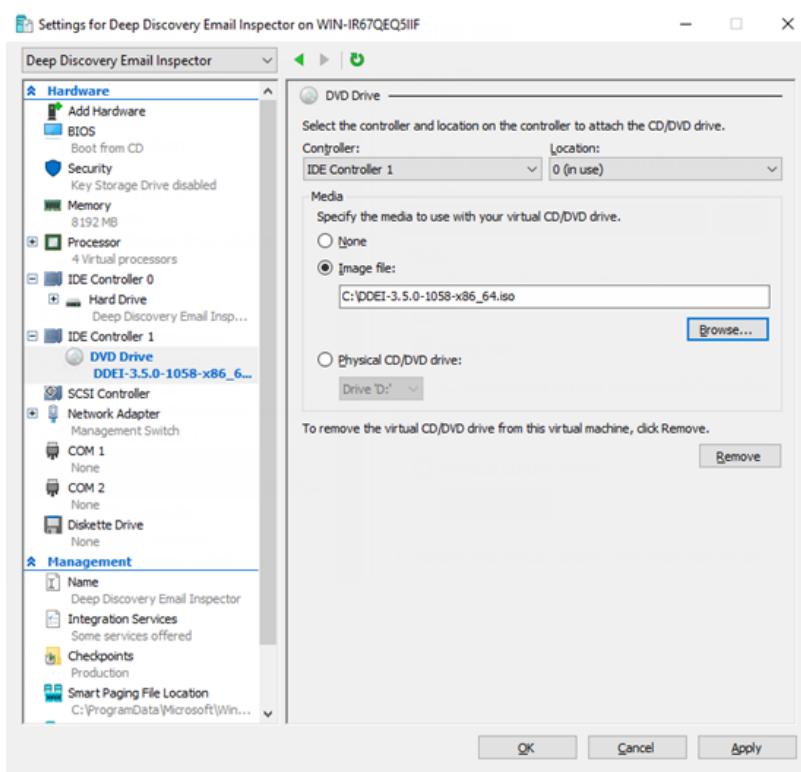 Settings for Deep Discovery Email Inspector on WIN-IR67QEQ5IIF
Deep Discovery Email Inspector
Hardware
Add Hardware
BIOS
Boot from CD
Security
Key Storage Drive disabled
Memory
8192 MB
Processor
4 Virtual processors
IDE Controller 0
Hard Drive
Deep Discovery Email Insp...
IDE Controller 1
DVD Drive
DDEI-3.5.0-1058-x86_6...
SCSI Controller
Network Adapter
Management Switch
COM 1
None
COM 2
None
Diskette Drive
None
Management
Name
Deep Discovery Email Inspector
Integration Services
Some services offered
Checkpoints
Production
Smart Paging File Location
C:\ProgramData\Microsoft\Win...
DVD Drive
Select the controller and location on the controller to attach the CD/DVD drive.
Controller: Location:
IDE Controller 1 0 (in use)
Media
Specify the media to use with your virtual CD/DVD drive.
None
Image file:
C:\DDEI-3.5.0-1058-x86_64.iso
Browse...
Physical CD/DVD drive:
Drive 'D:'
To remove the virtual CD/DVD drive from this virtual machine, click Remove.
Remove
OK Cancel Apply